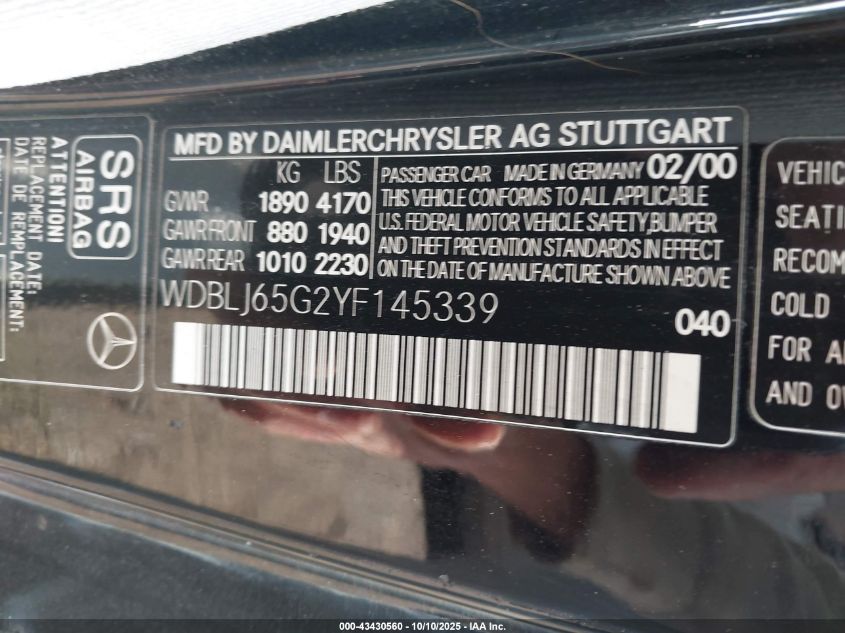 ATTENTION!
REPLACEMENT DATE:
DATE DE REMPLACEMENT:
SRS
AIRBAG
MFD BY DAIMLERCHRYSLER AG STUTTGART
KG LBS
GVWR 1890 4170
GAWR FRONT 880 1940
GAWR REAR 1010 2230
PASSENGER CAR MADE IN GERMANY 02/00
THIS VEHICLE CONFORMS TO ALL APPLICABLE
U.S. FEDERAL MOTOR VEHICLE SAFETY,BUMPER
AND THEFT PREVENTION STANDARDS IN EFFECT
ON THE DATE OF MANUFACTURE SHOWN ABOVE
WDBLJ65G2YF145339
040
VEHIC
SEATI
RECOM
COLD
FOR A
AND O
000-43430560 - 10/10/2025 - © IAA, Inc.